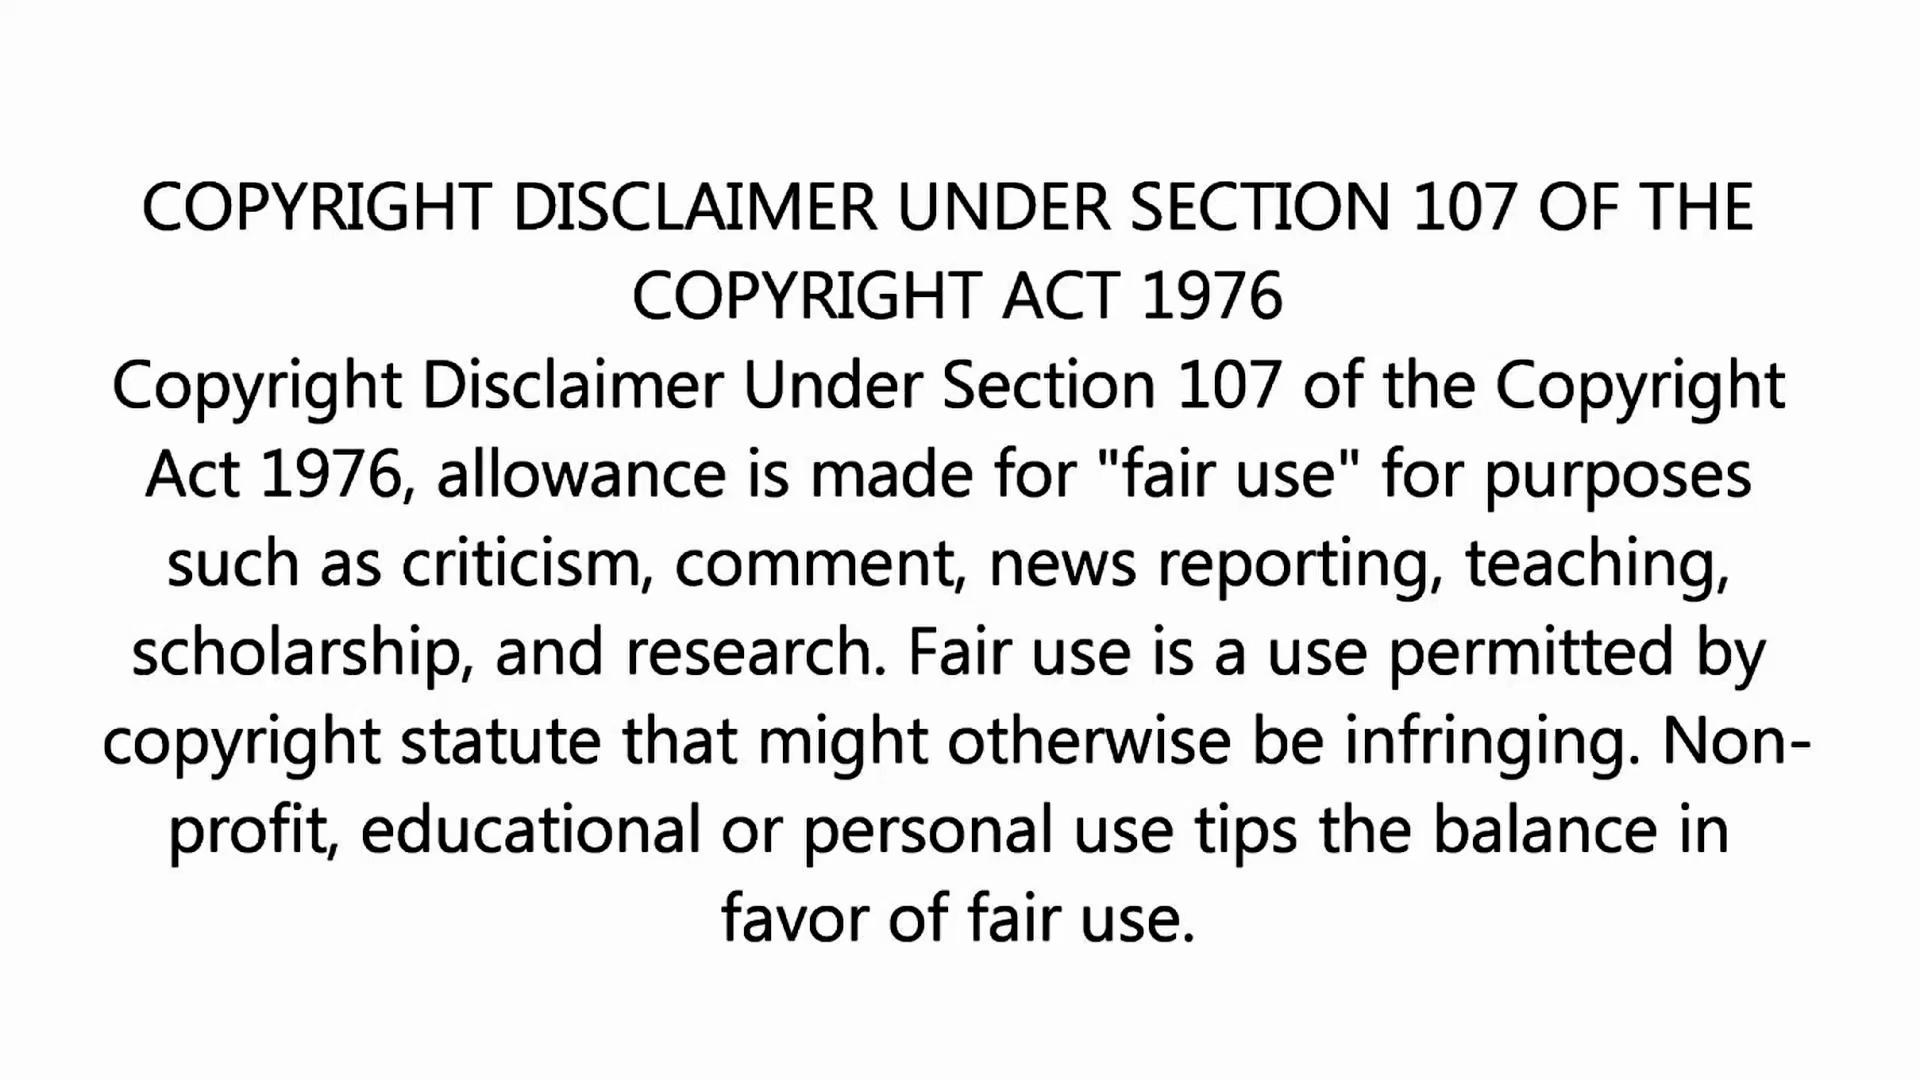 COPYRIGHT DISCLAIMER UNDER SECTION 107 OF THE
COPYRIGHT ACT 1976
Copyright Disclaimer Under Section 107 of the Copyright
Act 1976, allowance is made for "fair use" for purposes
such as criticism, comment, news reporting, teaching,
scholarship, and research. Fair use is a use permitted by
copyright statute that might otherwise be infringing. Non-
profit, educational or personal use tips the balance in
favor of fair use.